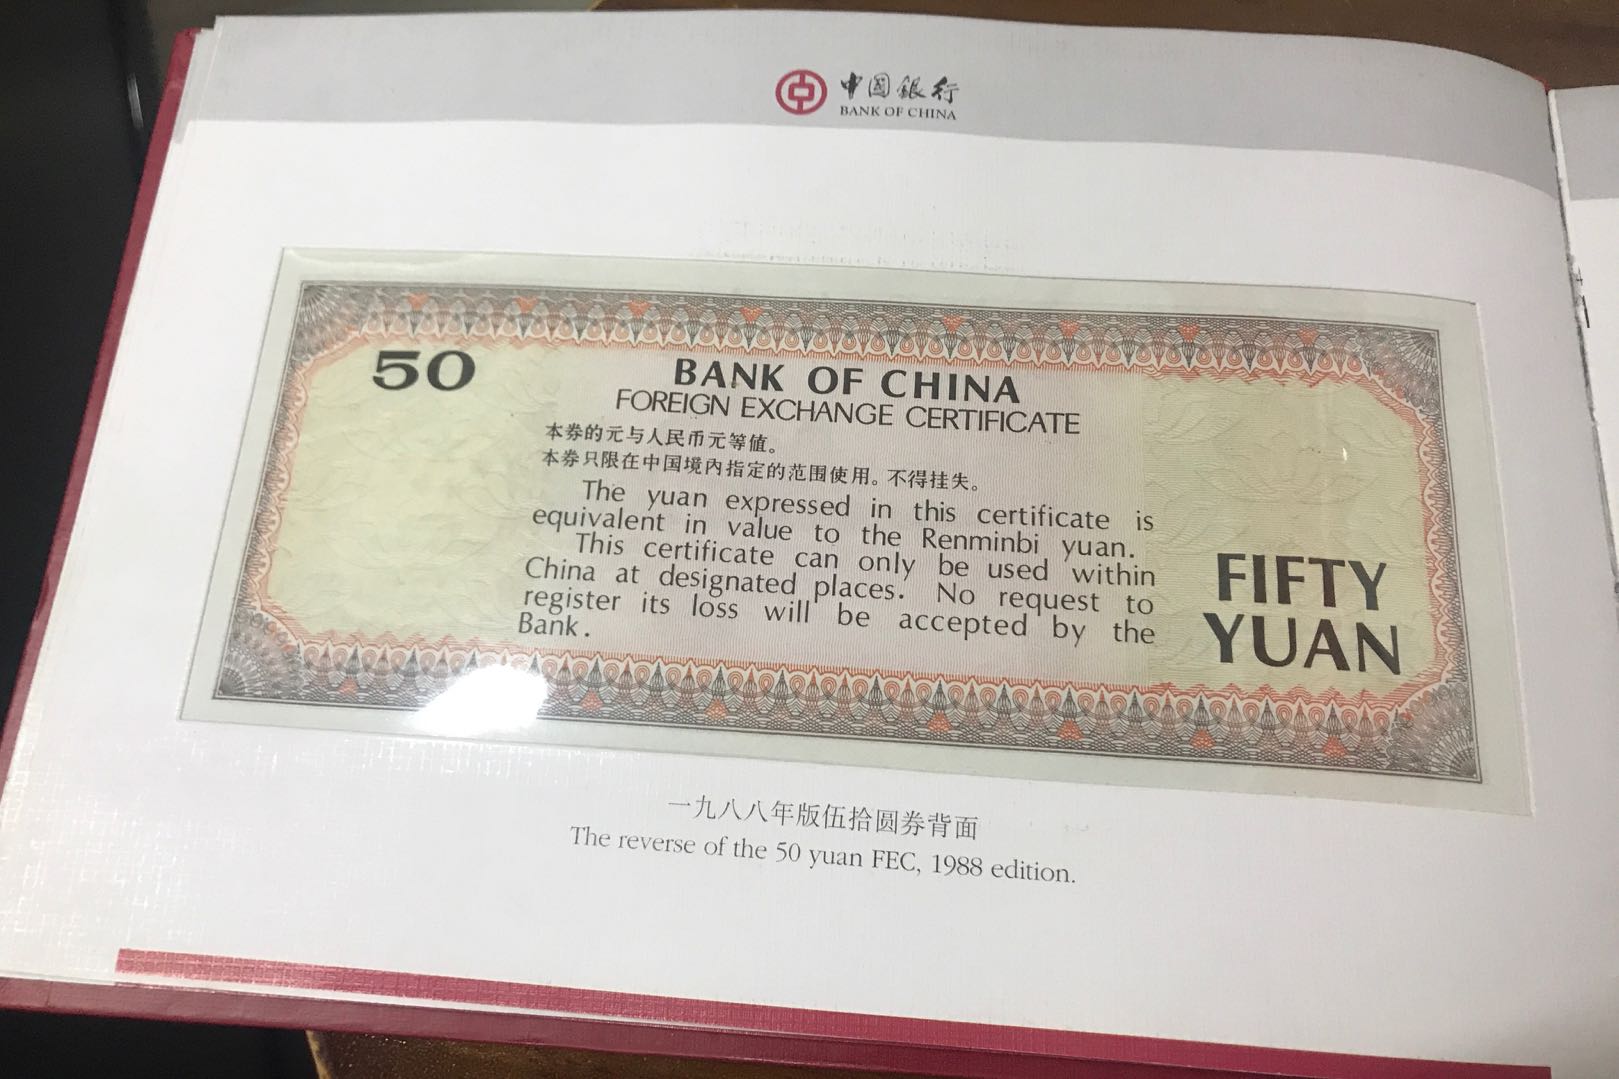 中国銀行
BANK OF CHINA
50
BANK OF CHINA
FOREIGN EXCHANGE CERTIFICATE
本券的元与人民币元等值。
本券只限在中国境内指定的范围使用。不得挂失。
The yuan expressed in this certificate is
equivalent in value to the Renminbi yuan.
This certificate can only be used within
China at designated places. No request to
register its loss will be accepted by the
Bank.
FIFTY
YUAN
一九八八年版伍拾圆券背面
The reverse of the 50 yuan FEC, 1988 edition.